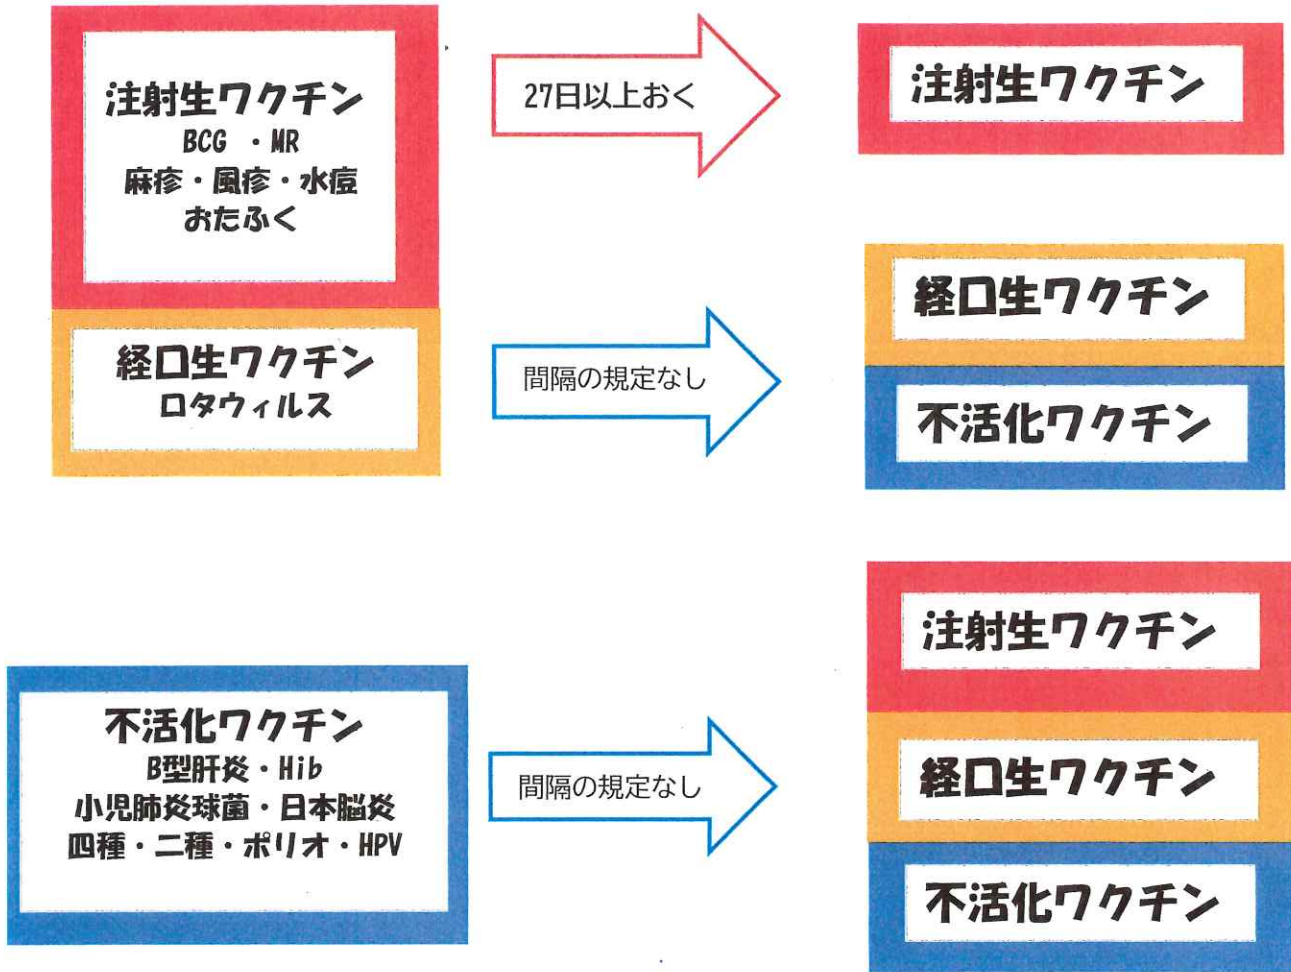 注射生ワクチン
BCG ・MR
麻疹・風疹・水痘
おたふく
27日以上おく
注射生ワクチン
経口生ワクチン
ロタウィルス
間隔の規定なし
経口生ワクチン
不活化ワクチン
不活化ワクチン
B型肝炎・Hib
小児肺炎球菌・日本脳炎
四種・二種・ポリオ・HPV
間隔の規定なし
注射生ワクチン
経口生ワクチン
不活化ワクチン